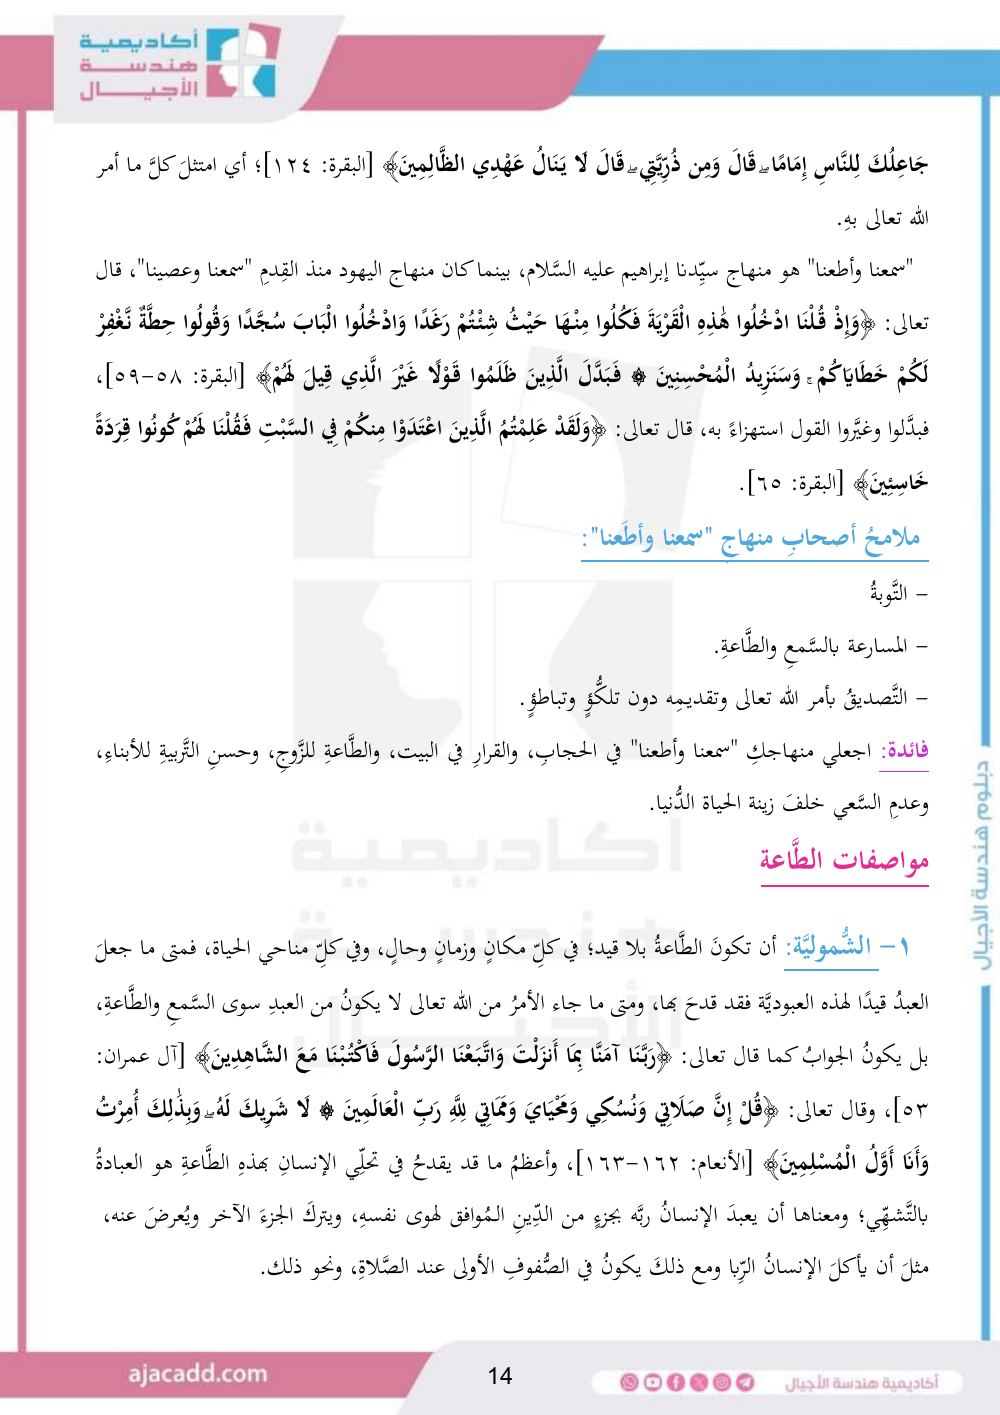 أكاديمية
هندسة
الأجيال
جَاعِلُكَ لِلنَّاسِ إِمَامًا ۖ قَالَ وَمِن ذُرِّيَّتِي ۖ قَالَ لَا يَنَالُ عَهْدِي الظَّالِمِينَ﴾ [البقرة: ١٢٤]؛ أي امتثلَ كلَّ ما أمر
الله تعالى بهِ.
"سمعنا وأطعنا" هو منهاج سيِّدنا إبراهيم عليه السَّلام، بينما كان منهاج اليهود منذ القِدمِ "سمعنا وعصينا"، قال
تعالى: ﴿وَإِذْ قُلْنَا ادْخُلُوا هَٰذِهِ الْقَرْيَةَ فَكُلُوا مِنْهَا حَيْثُ شِئْتُمْ رَغَدًا وَادْخُلُوا الْبَابَ سُجَّدًا وَقُولُوا حِطَّةٌ نَّغْفِرْ
لَكُمْ خَطَايَاكُمْ ۚ وَسَنَزِيدُ الْمُحْسِنِينَ ۞ فَبَدَّلَ الَّذِينَ ظَلَمُوا قَوْلًا غَيْرَ الَّذِي قِيلَ لَهُمْ﴾ [البقرة: ٥٨-٥٩]،
فبدَّلوا وغيَّروا القول استهزاءً به، قال تعالى: ﴿وَلَقَدْ عَلِمْتُمُ الَّذِينَ اعْتَدَوْا مِنكُمْ فِي السَّبْتِ فَقُلْنَا لَهُمْ كُونُوا قِرَدَةً
خَاسِئِينَ﴾ [البقرة: ٦٥].
ملامحُ أصحابِ منهاجِ "سمعنا وأطَعنا":
- التَّوبةُ
- المسارعة بالسَّمعِ والطَّاعةِ.
- التَّصديقُ بأمر الله تعالى وتقديمِه دون تلكُّؤٍ وتباطؤٍ.
فائدة: اجعلي منهاجكِ "سمعنا وأطعنا" في الحجابِ، والقرارِ في البيت، والطَّاعةِ للزَّوجِ، وحسنِ التَّربيةِ للأبناءِ،
وعدمِ السَّعي خلفَ زينة الحياة الدُّنيا.
مواصفات الطَّاعة
١- الشُّموليَّة: أن تكونَ الطَّاعةُ بلا قيد؛ في كلِّ مكانٍ وزمانٍ وحالٍ، وفي كلِّ مناحي الحياة، فمتى ما جعلَ
العبدُ قيدًا لهذه العبوديَّة فقد قدحَ بها، ومتى ما جاء الأمرُ من الله تعالى لا يكونُ من العبدِ سوى السَّمعِ والطَّاعةِ،
بل يكونُ الجوابُ كما قال تعالى: ﴿رَبَّنَا آمَنَّا بِمَا أَنزَلْتَ وَاتَّبَعْنَا الرَّسُولَ فَاكْتُبْنَا مَعَ الشَّاهِدِينَ﴾ [آل عمران:
٥٣]، وقال تعالى: ﴿قُلْ إِنَّ صَلَاتِي وَنُسُكِي وَمَحْيَايَ وَمَمَاتِي لِلَّهِ رَبِّ الْعَالَمِينَ ۞ لَا شَرِيكَ لَهُ ۖ وَبِذَٰلِكَ أُمِرْتُ
وَأَنَا أَوَّلُ الْمُسْلِمِينَ﴾ [الأنعام: ١٦٢-١٦٣]، وأعظمُ ما قد يقدحُ في تحلِّي الإنسانِ بهذهِ الطَّاعةِ هو العبادةُ
بالتَّشهِّي؛ ومعناها أن يعبدَ الإنسانُ ربَّه بجزءٍ من الدِّينِ المُوافق لهوى نفسهِ، ويتركَ الجزءَ الآخر ويُعرضَ عنه،
مثلَ أن يأكلَ الإنسانُ الرِّبا ومع ذلكَ يكونُ في الصُّفوفِ الأولى عند الصَّلاةِ، ونحو ذلك.
دبلوم هندسة الأجيال
أكاديمية
هندسة
الأجيال
ajacadd.com
14
أكاديمية هندسة الأجيال